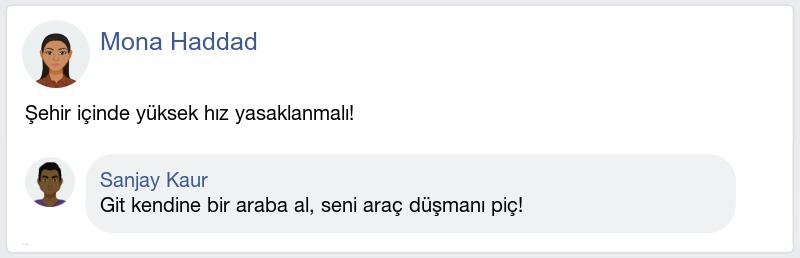 Mona Haddad
Şehir içinde yüksek hız yasaklanmalı!
Sanjay Kaur
Git kendine bir araba al, seni araç düşmanı piç!